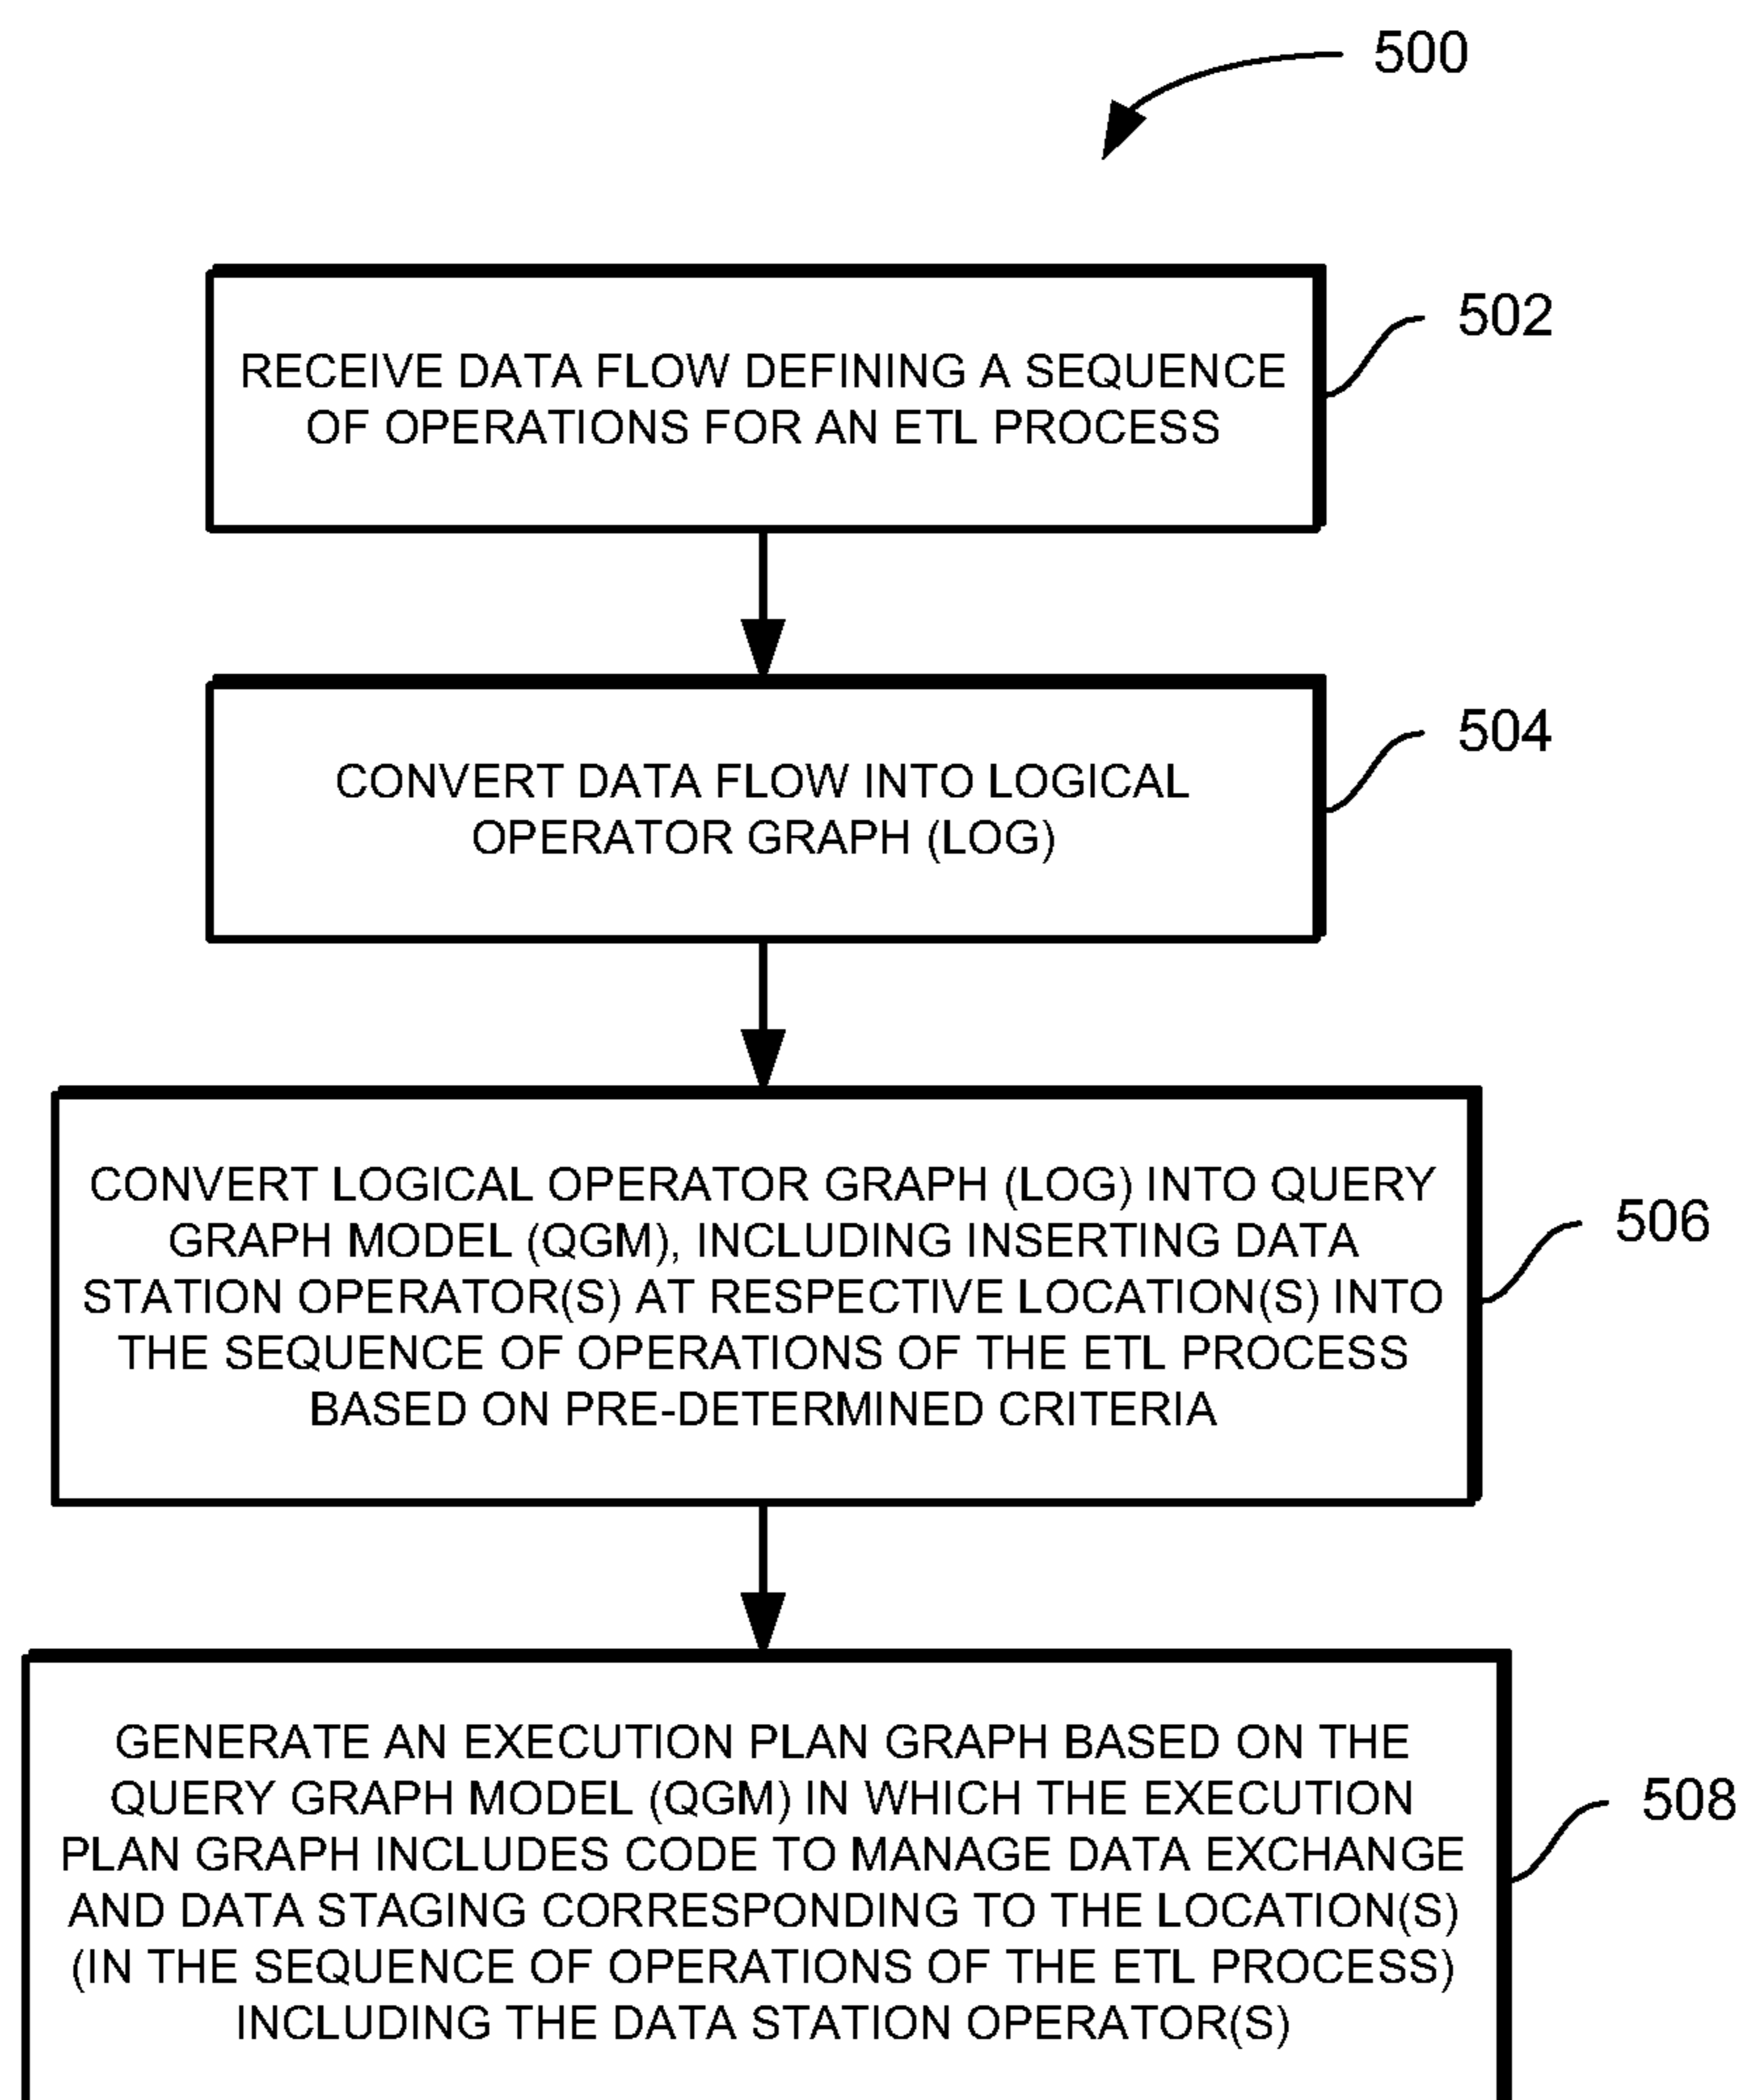 500
RECEIVE DATA FLOW DEFINING A SEQUENCE
OF OPERATIONS FOR AN ETL PROCESS
502
CONVERT DATA FLOW INTO LOGICAL
OPERATOR GRAPH (LOG)
504
CONVERT LOGICAL OPERATOR GRAPH (LOG) INTO QUERY
GRAPH MODEL (QGM), INCLUDING INSERTING DATA
STATION OPERATOR(S) AT RESPECTIVE LOCATION(S) INTO
THE SEQUENCE OF OPERATIONS OF THE ETL PROCESS
BASED ON PRE-DETERMINED CRITERIA
506
GENERATE AN EXECUTION PLAN GRAPH BASED ON THE
QUERY GRAPH MODEL (QGM) IN WHICH THE EXECUTION
PLAN GRAPH INCLUDES CODE TO MANAGE DATA EXCHANGE
AND DATA STAGING CORRESPONDING TO THE LOCATION(S)
(IN THE SEQUENCE OF OPERATIONS OF THE ETL PROCESS)
INCLUDING THE DATA STATION OPERATOR(S)
508